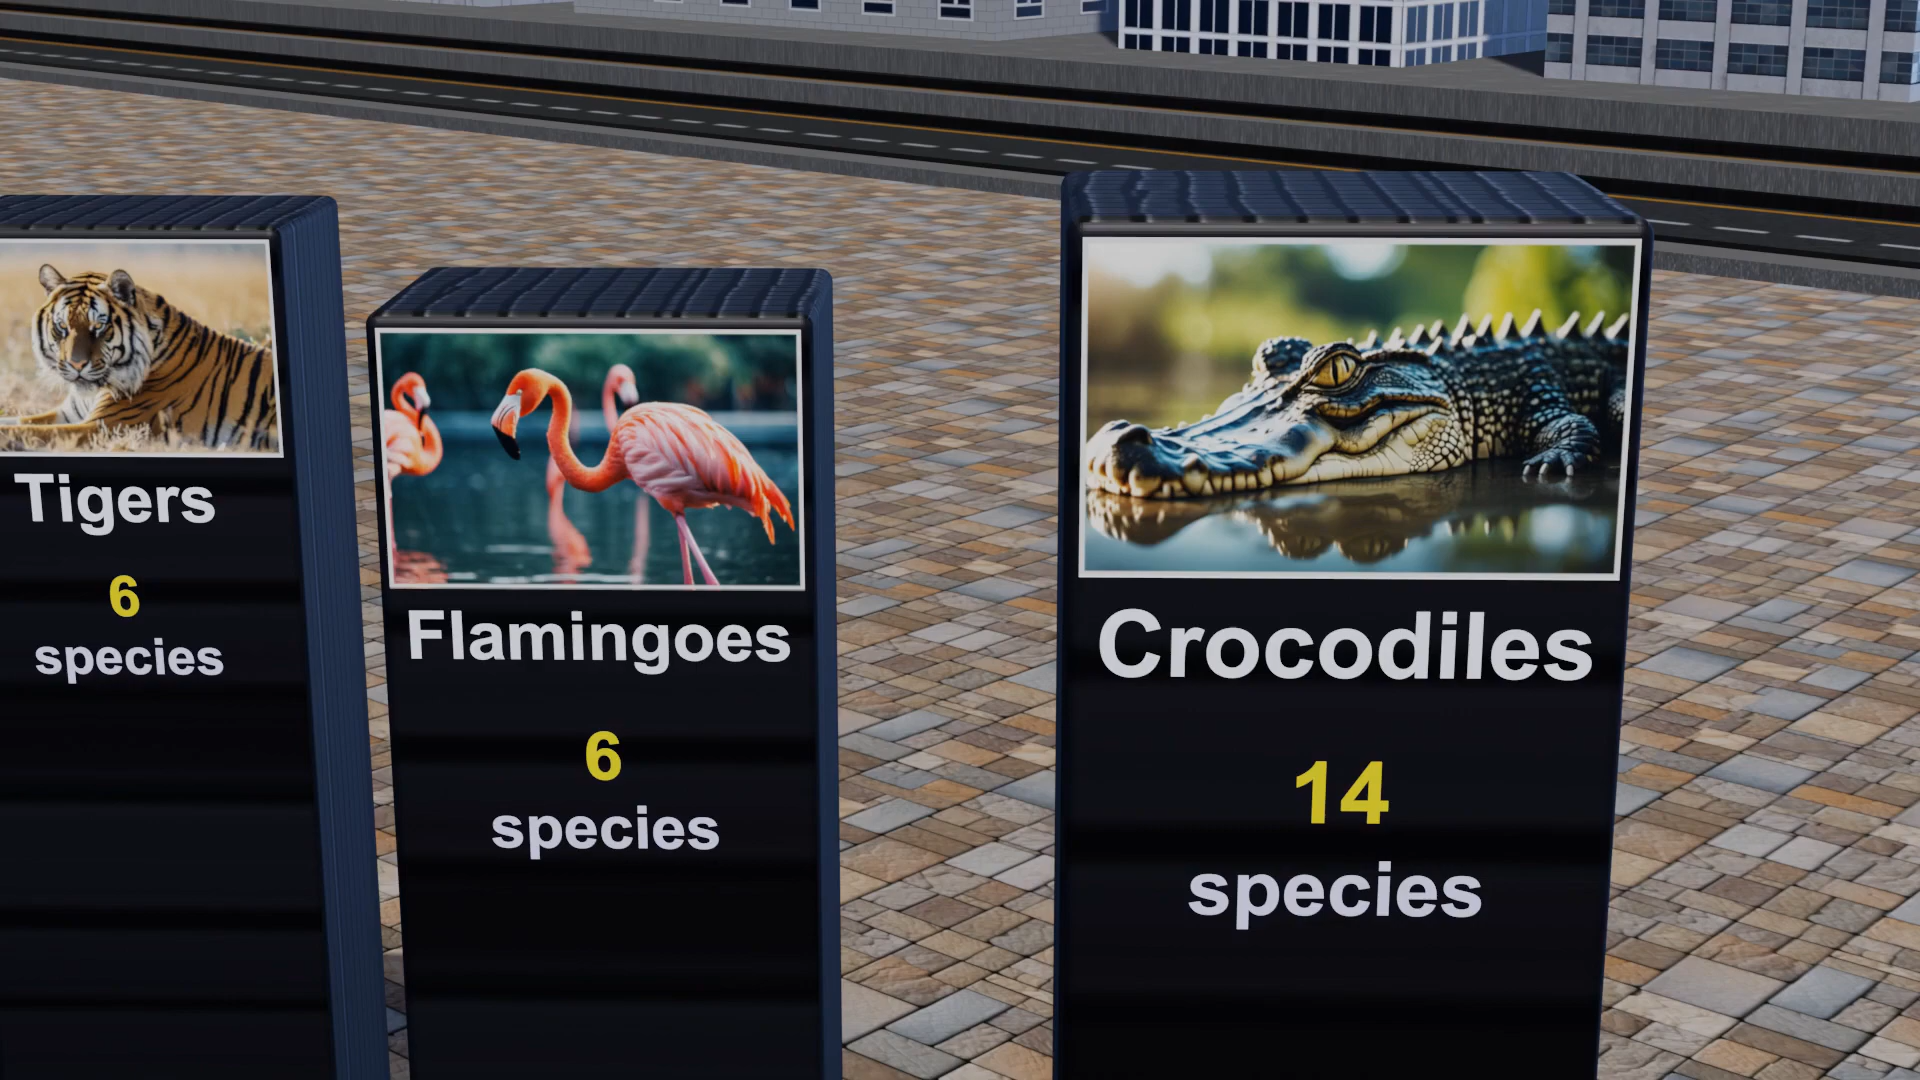 Tigers
6
species
Flamingoes
6
species
Crocodiles
14
species